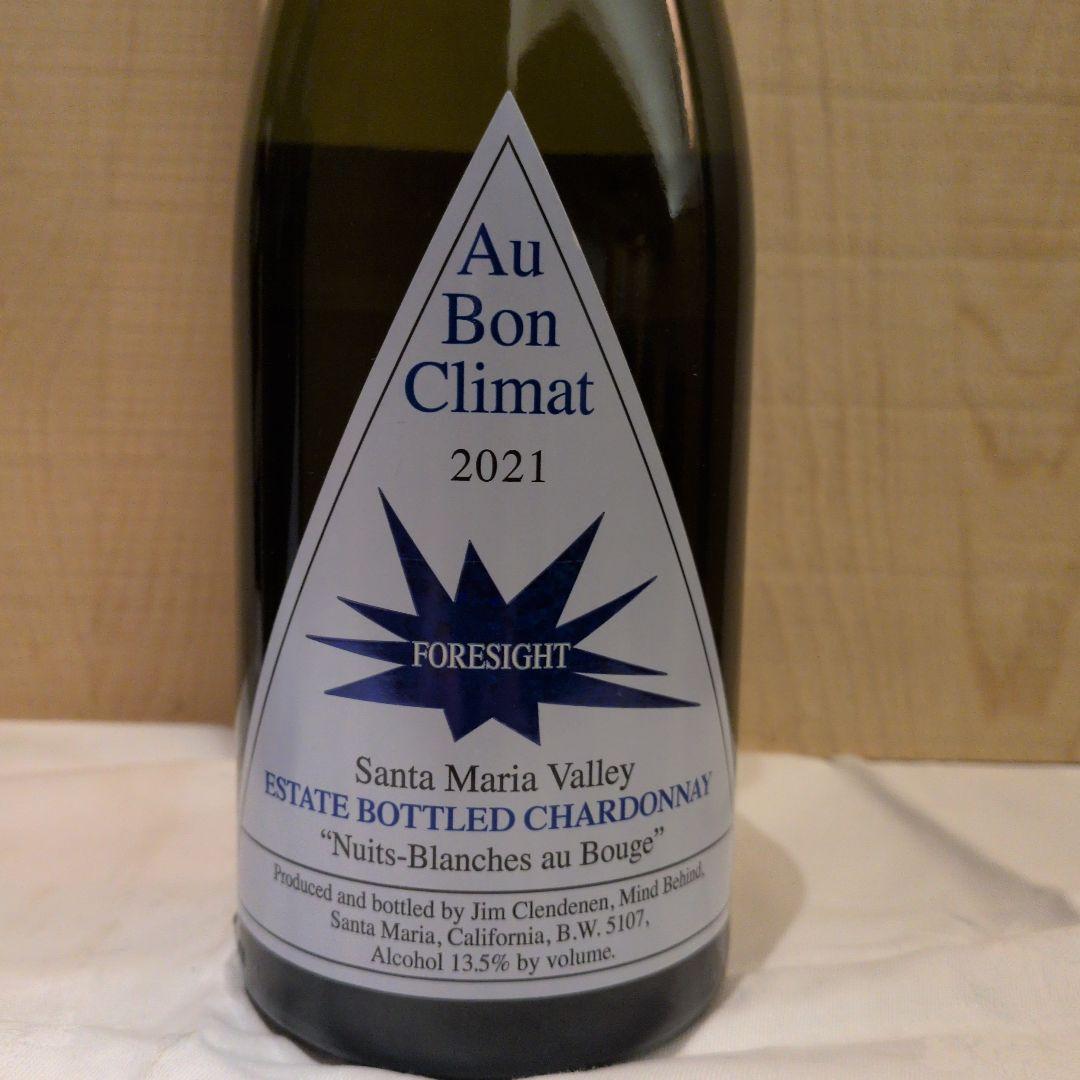 Au
Bon
Climat
2021
FORESIGHT
Santa Maria Valley
ESTATE BOTTLED CHARDONNAY
“Nuits-Blanches au Bouge”
Produced and bottled by Jim Clendenen, Mind Behind,
Santa Maria, California, B.W. 5107,
Alcohol 13.5% by volume.